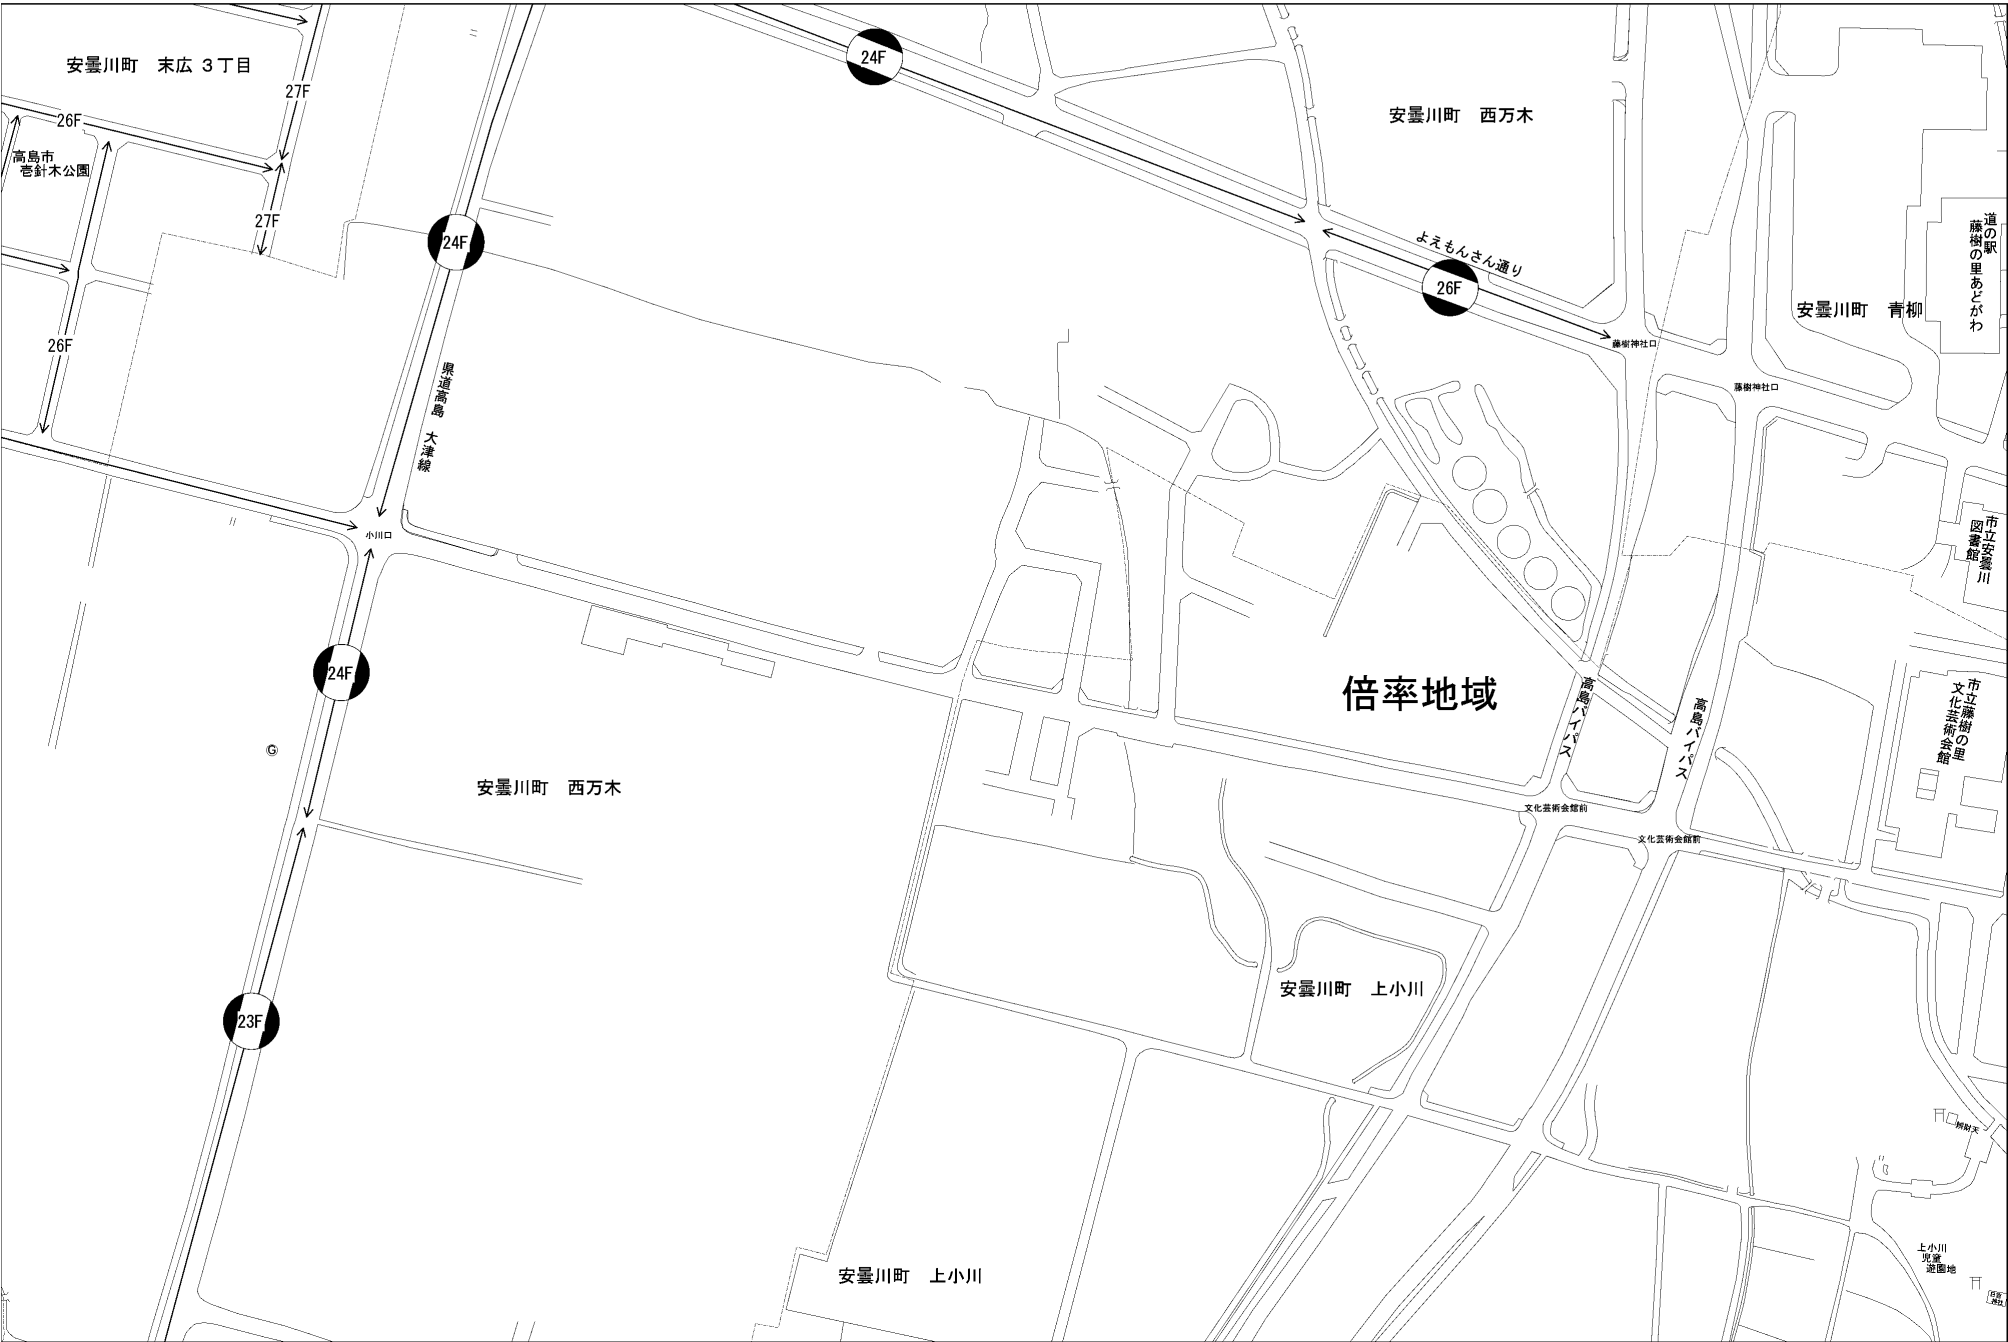 安曇川町　末広 3丁目
27F
26F
高島市
壱針木公園
27F
26F
24F
24F
安曇川町　西万木
よえもんさん通り
26F
藤樹神社口
藤樹神社口
安曇川町　青柳
道の駅
藤樹の里あどがわ
県道高島　大津線
小川口
市立安曇川
図書館
24F
倍率地域
高島バイパス
高島バイパス
市立藤樹の里
文化芸術会館
G
安曇川町　西万木
文化芸術会館前
文化芸術会館前
安曇川町　上小川
23F
弁財天
安曇川町　上小川
上小川
児童
遊園地
日吉
神社